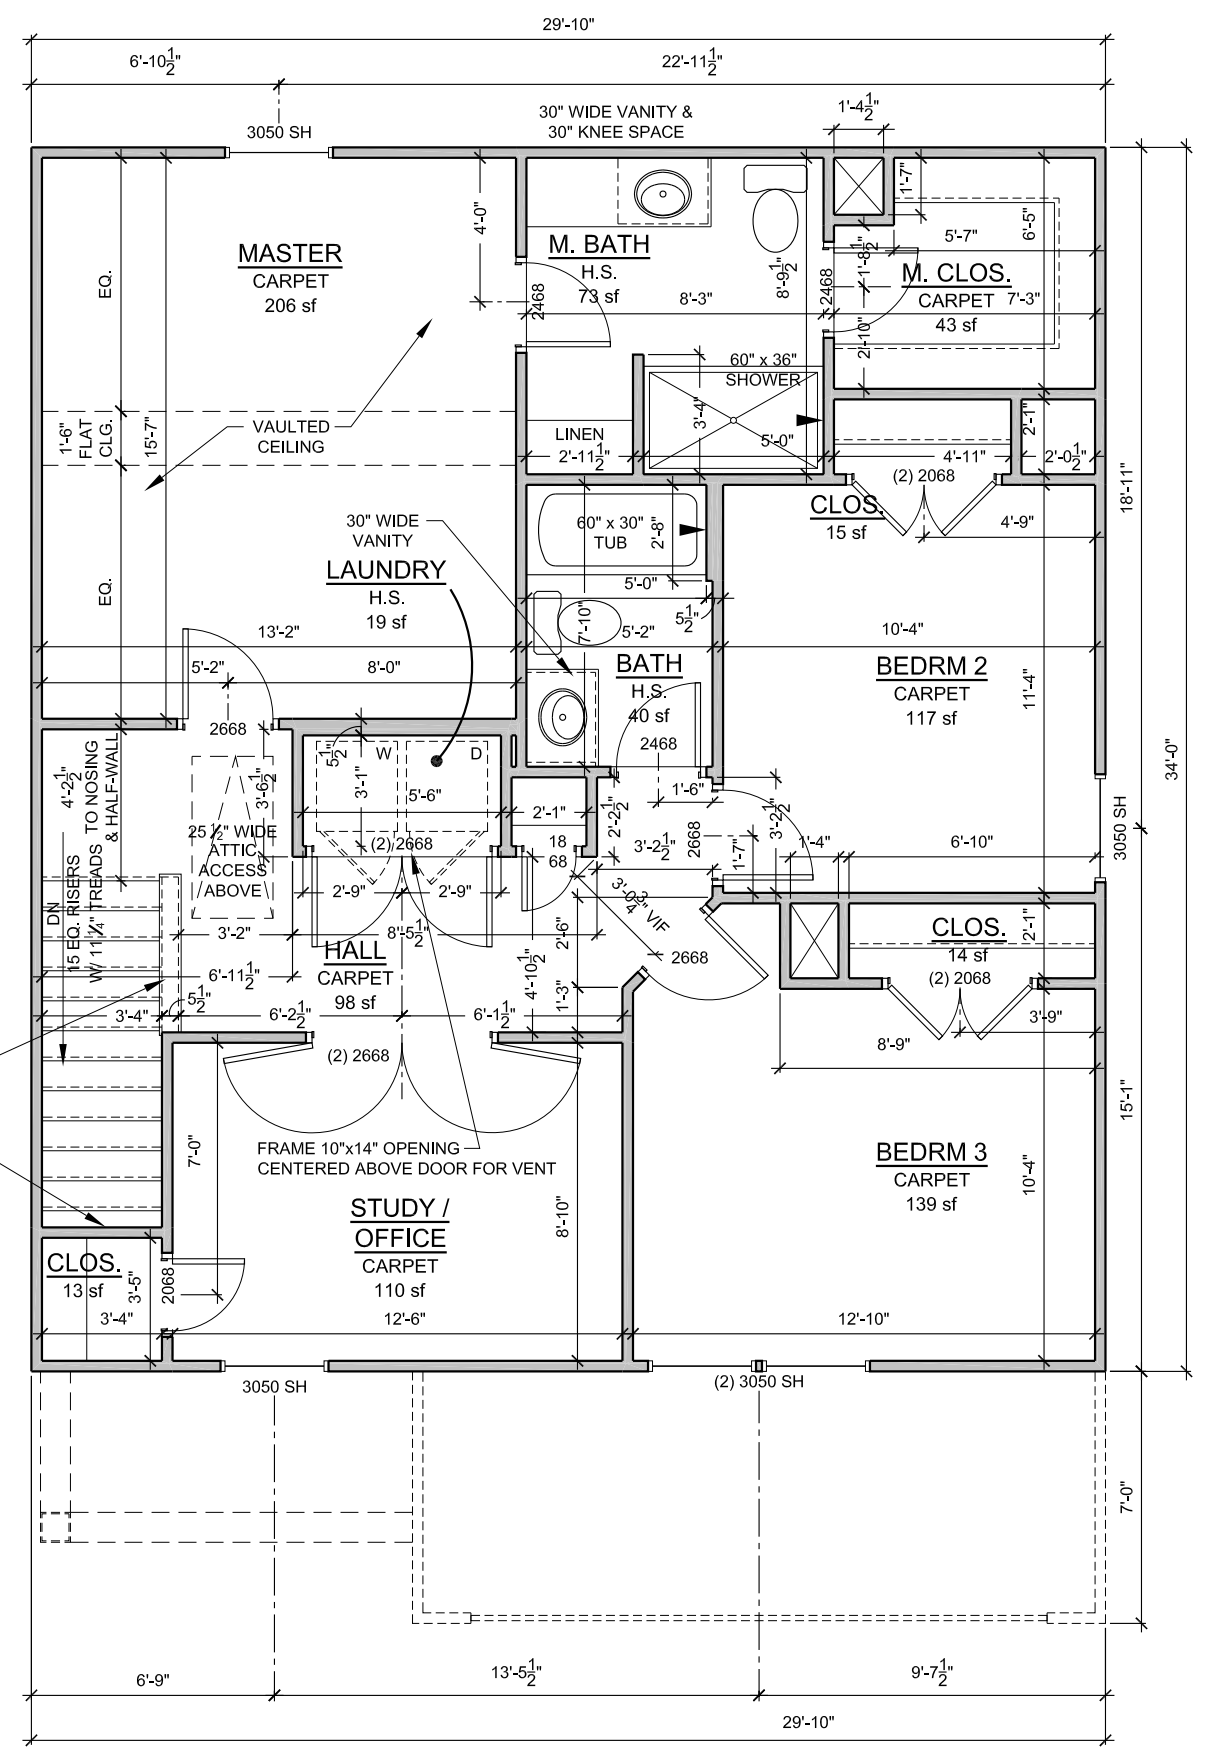 29'-10"
6'-10 1/2"
22'-11 1/2"
30" WIDE VANITY &
30" KNEE SPACE
1'-4 1/2"
3050 SH
4'-0"
1'-7"
6'-5"
MASTER
CARPET
206 sf
M. BATH
H.S.
73 sf
5'-7"
1'-8 1/2"
M. CLOS.
CARPET
43 sf
7'-3"
EQ.
2468
8'-3"
8'-9 1/2"
2468
2'-10"
60" x 36"
SHOWER
3'-4"
5'-0"
1'-6"
FLAT
CLG.
15'-7"
VAULTED
CEILING
LINEN
2'-11 1/2"
4'-11"
2'-1"
2'-0 1/2"
(2) 2068
CLOS.
15 sf
4'-9"
18'-11"
30" WIDE
VANITY
60" x 30"
TUB
2'-8"
LAUNDRY
H.S.
19 sf
EQ.
5'-0"
5 1/2"
13'-2"
7'-10"
5'-2"
10'-4"
5'-2"
8'-0"
BATH
H.S.
40 sf
BEDRM 2
CARPET
117 sf
11'-4"
34'-0"
2668
2468
4'-2 1/2"
15 EQ. RISERS
W/ 11 1/4" TREADS TO NOSING
& HALF-WALL
DN
3'-6 1/2"
5 1/2"
W
D
3'-1"
5'-6"
2'-1"
2'-2 1/2"
1'-6"
3'-2 1/2"
25 1/2" WIDE
ATTIC
ACCESS
ABOVE
(2) 2668
18
68
3'-2 1/2"
2668
1'-7"
1'-4"
6'-10"
3050 SH
2'-9"
2'-9"
3'-0 3/4" VIF
3'-2"
8'-5 1/2"
2'-6"
HALL
CARPET
98 sf
2668
CLOS.
14 sf
(2) 2068
2'-1"
6'-11 1/2"
4'-10 1/2"
1'-3"
5 1/2"
3'-4"
6'-2 1/2"
6'-1 1/2"
3'-9"
8'-9"
(2) 2668
15'-1"
7'-0"
FRAME 10"x14" OPENING
CENTERED ABOVE DOOR FOR VENT
BEDRM 3
CARPET
139 sf
10'-4"
STUDY /
OFFICE
CARPET
110 sf
8'-10"
CLOS.
13 sf
3'-5"
2068
3'-4"
12'-6"
12'-10"
3050 SH
(2) 3050 SH
7'-0"
6'-9"
13'-5 1/2"
9'-7 1/2"
29'-10"